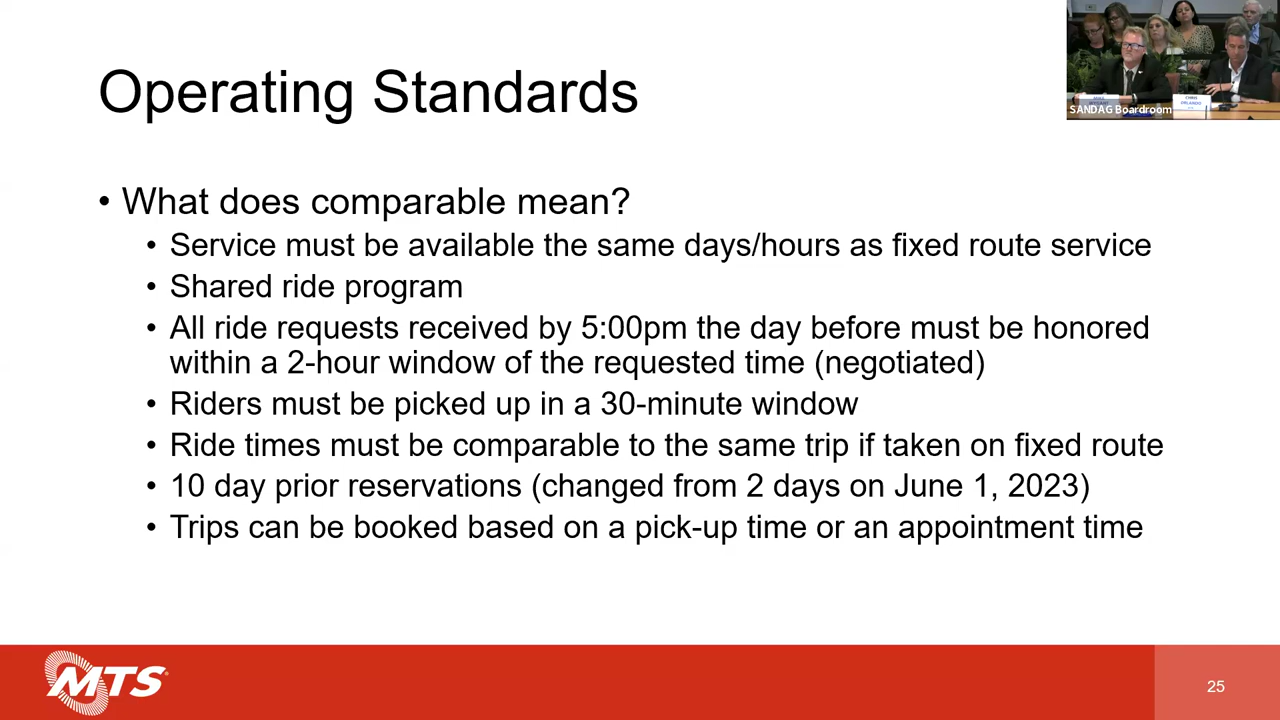 Operating Standards
• What does comparable mean?
• Service must be available the same days/hours as fixed route service
• Shared ride program
• All ride requests received by 5:00pm the day before must be honored
within a 2-hour window of the requested time (negotiated)
• Riders must be picked up in a 30-minute window
• Ride times must be comparable to the same trip if taken on fixed route
• 10 day prior reservations (changed from 2 days on June 1, 2023)
• Trips can be booked based on a pick-up time or an appointment time
CHRIS
ORLANDO
SANDAG Boardroom
MTS
25